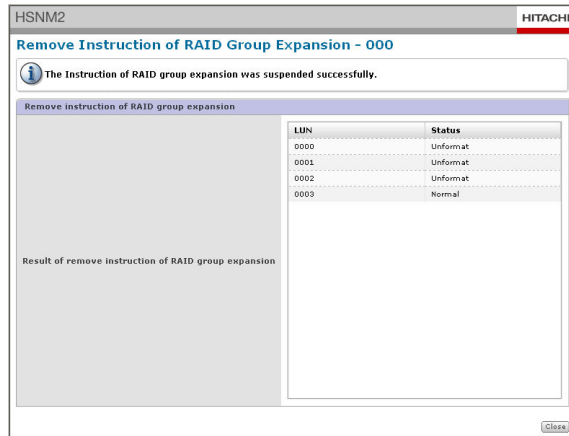 HSNM2
HITACHI
Remove Instruction of RAID Group Expansion - 000
The Instruction of RAID group expansion was suspended successfully.
Remove instruction of RAID group expansion
LUN Status
0000 Unformat
0001 Unformat
0002 Unformat
0003 Normal
Result of remove instruction of RAID group expansion
Close